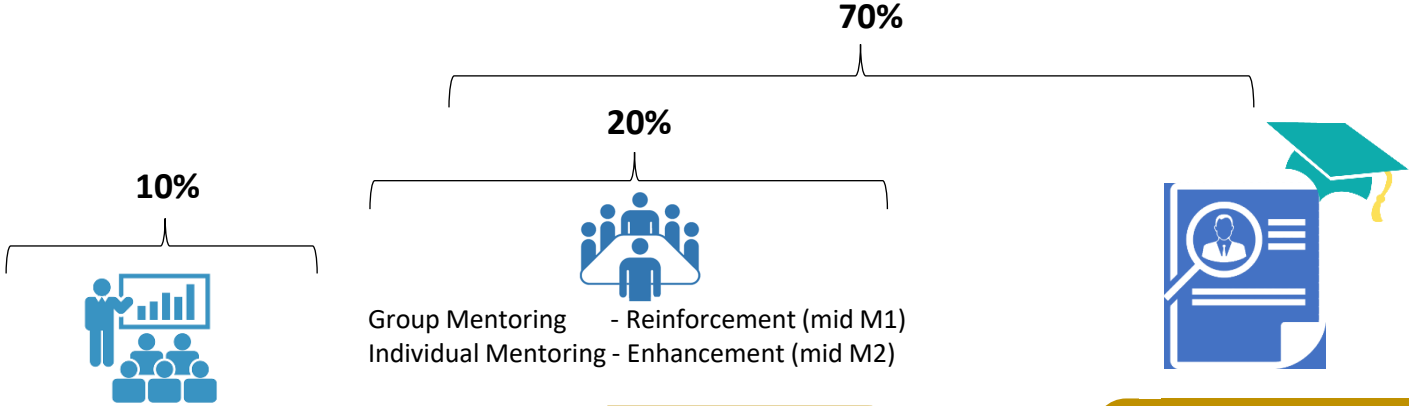 70%
20%
10%
Group Mentoring - Reinforcement (mid M1)
Individual Mentoring - Enhancement (mid M2)